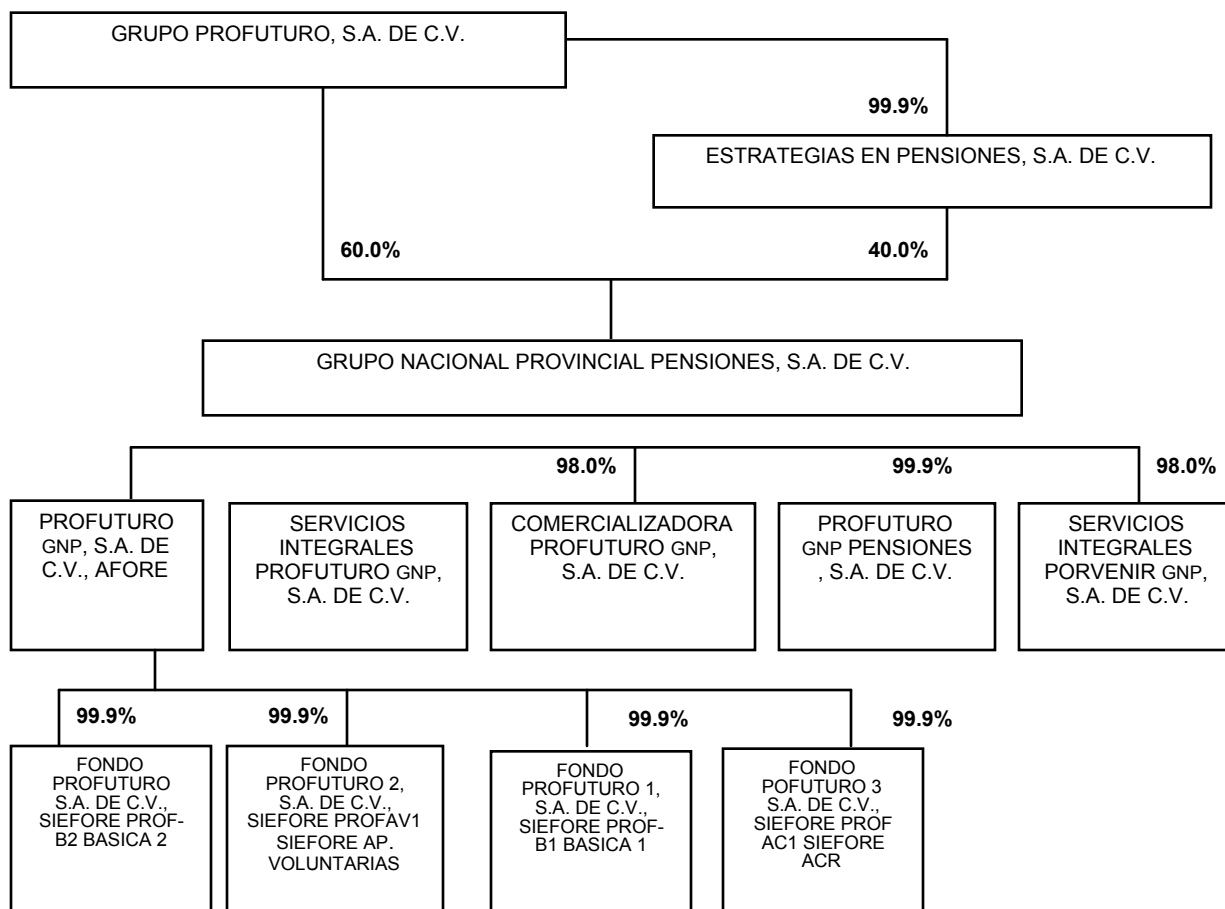 GRUPO PROFUTURO, S.A. DE C.V.
99.9%
ESTRATEGIAS EN PENSIONES, S.A. DE C.V.
60.0%
40.0%
GRUPO NACIONAL PROVINCIAL PENSIONES, S.A. DE C.V.
98.0%
99.9%
98.0%
PROFUTURO
GNP, S.A. DE
C.V., AFORE
SERVICIOS
INTEGRALES
PROFUTURO GNP,
S.A. DE C.V.
COMERCIALIZADORA
PROFUTURO GNP,
S.A. DE C.V.
PROFUTURO
GNP PENSIONES
, S.A. DE C.V.
SERVICIOS
INTEGRALES
PORVENIR GNP,
S.A. DE C.V.
99.9%
99.9%
99.9%
99.9%
FONDO
PROFUTURO
S.A. DE C.V.,
SIEFORE PROF-
B2 BASICA 2
FONDO
PROFUTURO 2,
S.A. DE C.V.,
SIEFORE PROFAV1
SIEFORE AP.
VOLUNTARIAS
FONDO
PROFUTURO 1,
S.A. DE C.V.,
SIEFORE PROF-
B1 BASICA 1
FONDO
POFUTURO 3
S.A. DE C.V.,
SIEFORE PROF
AC1 SIEFORE
ACR